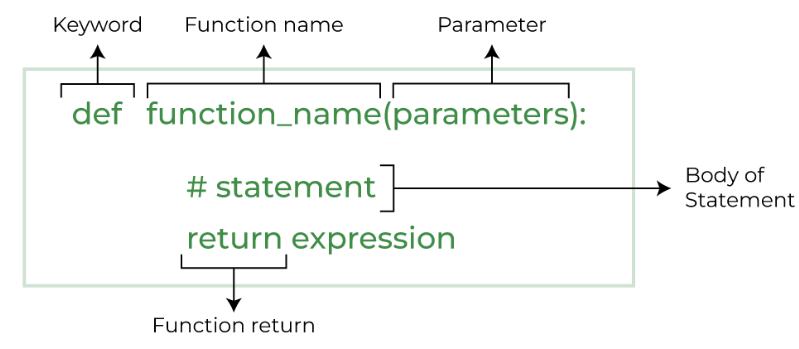 Keyword Function name Parameter
def function_name(parameters):
# statement
Body of
Statement
return expression
Function return